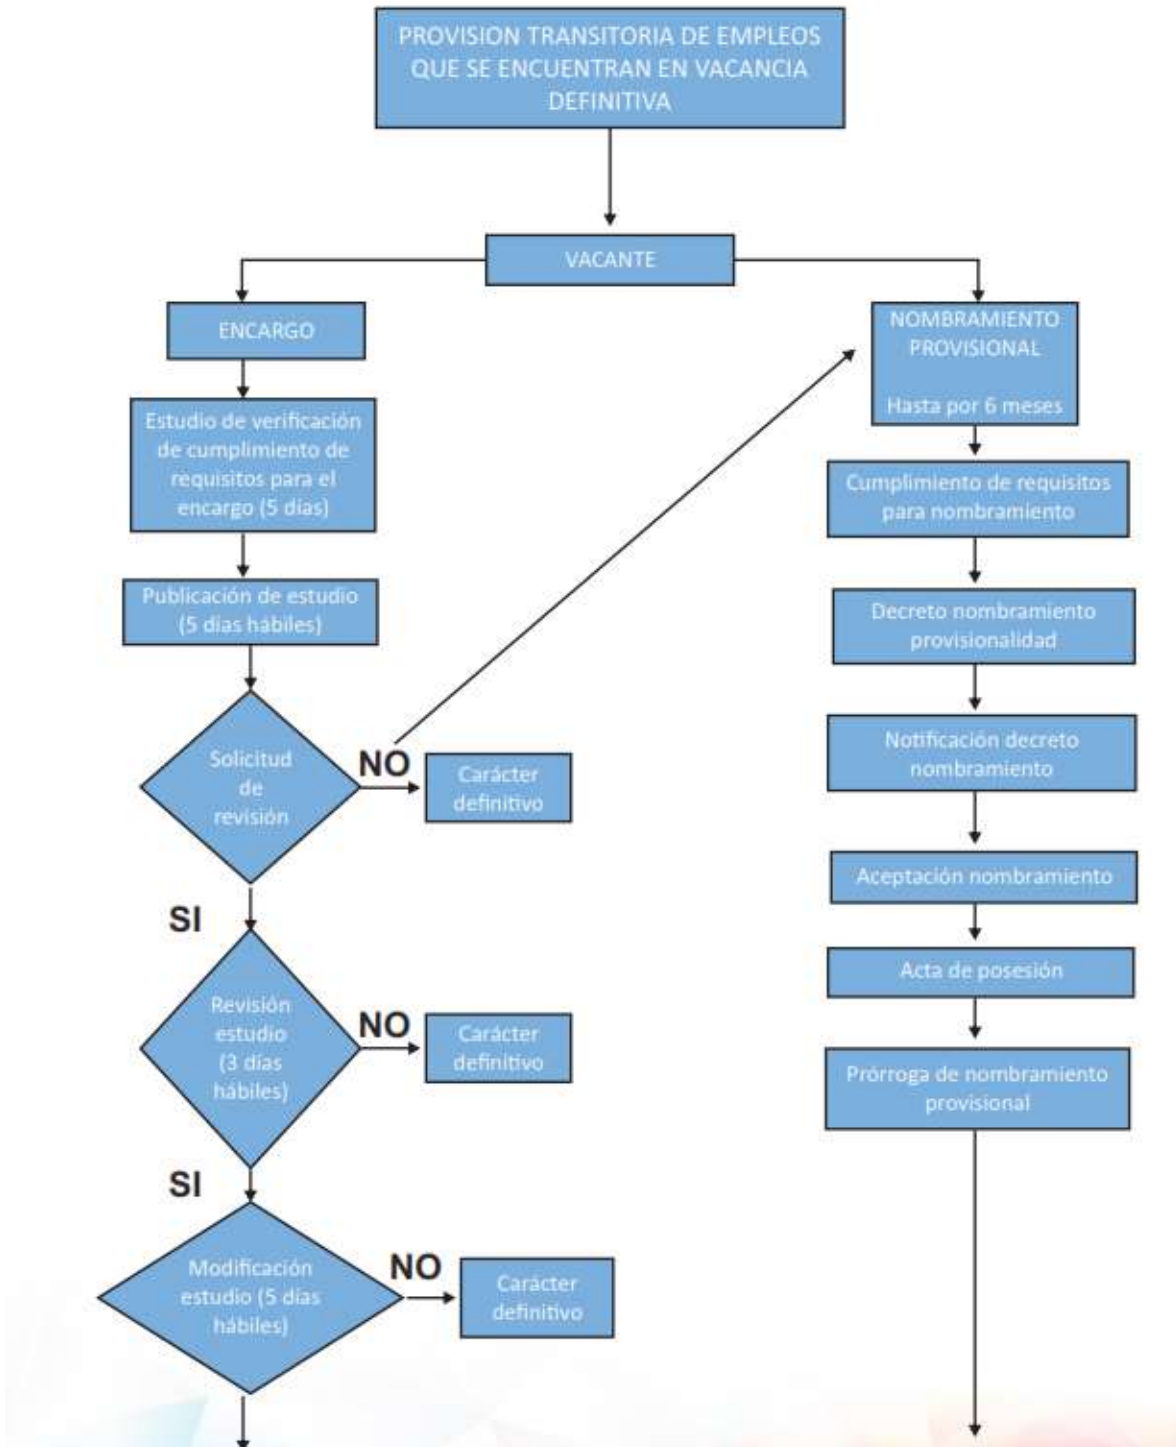 PROVISION TRANSITORIA DE EMPLEOS
QUE SE ENCUENTRAN EN VACANCIA
DEFINITIVA
VACANTE
ENCARGO
Estudio de verificación
de cumplimiento de
requisitos para el
encargo (5 días)
Publicación de estudio
(5 días hábiles)
Solicitud
de
revisión
NO
Carácter
definitivo
SI
Revisión
estudio
(3 días
hábiles)
NO
Carácter
definitivo
SI
Modificación
estudio (5 días
hábiles)
NO
Carácter
definitivo
NOMBRAMIENTO
PROVISIONAL
Hasta por 6 meses
Cumplimiento de requisitos
para nombramiento
Decreto nombramiento
provisionalidad
Notificación decreto
nombramiento
Aceptación nombramiento
Acta de posesión
Prórroga de nombramiento
provisional